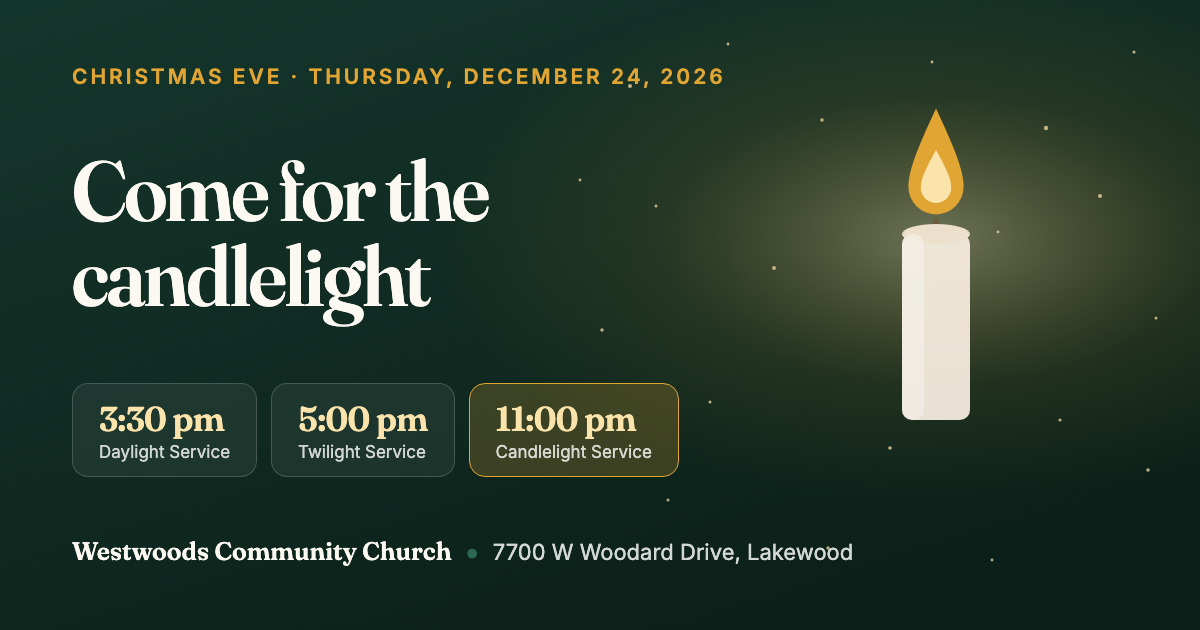 CHRISTMAS EVE · THURSDAY, DECEMBER 24, 2026
Come for the
candlelight
3:30 pm
Daylight Service
5:00 pm
Twilight Service
11:00 pm
Candlelight Service
Westwoods Community Church • 7700 W Woodard Drive, Lakewood